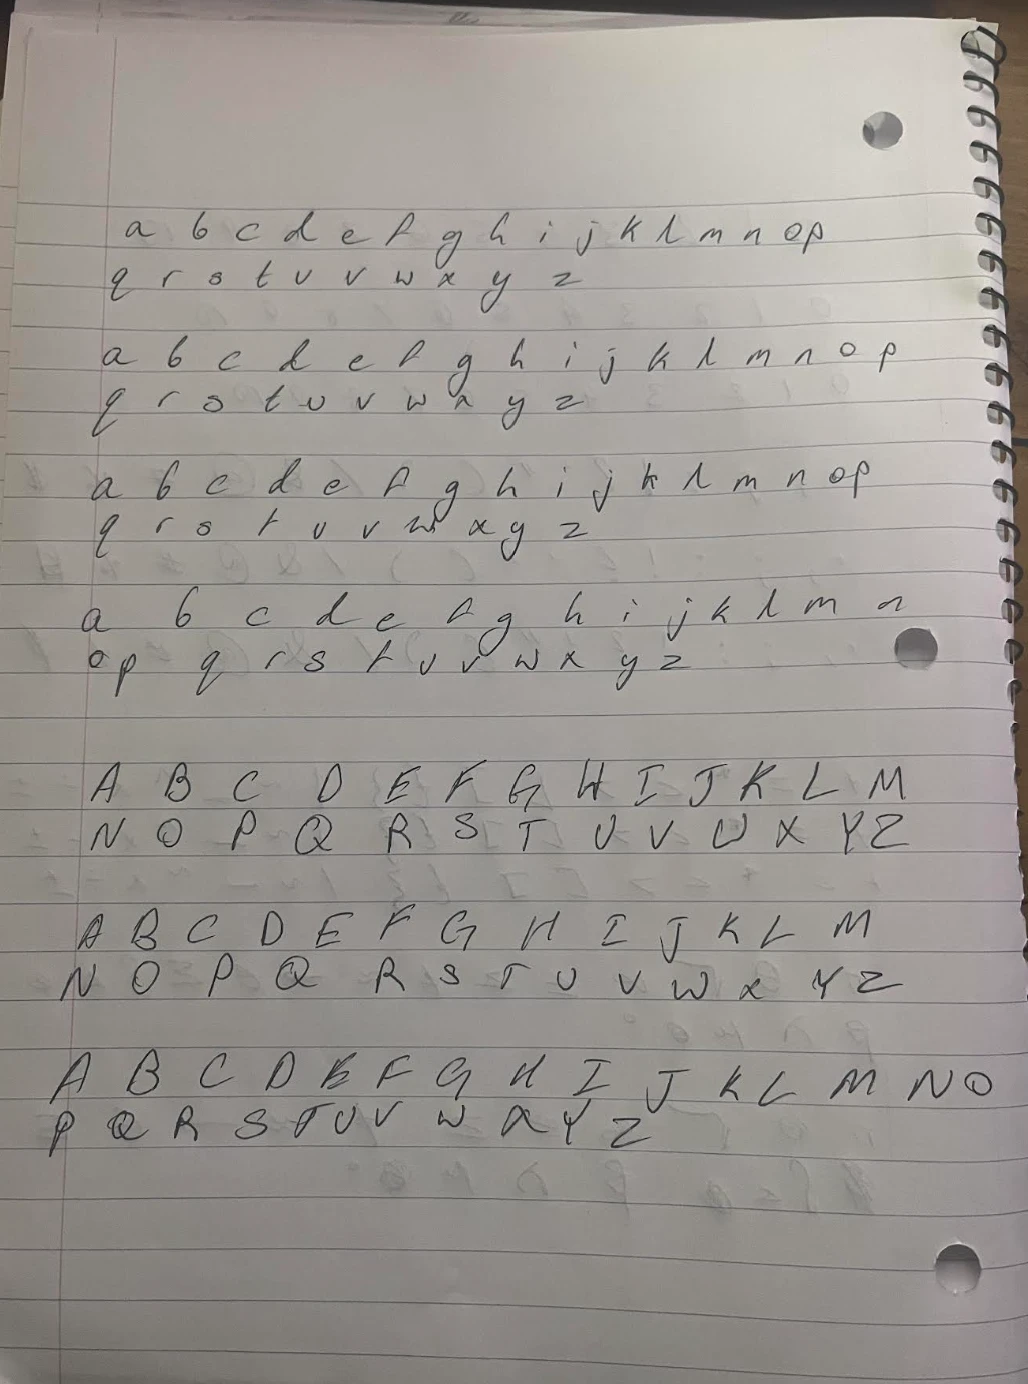 a b c d e f g h i j k l m n o p
q r s t u v w x y z
a b c d e f g h i j k l m n o p
q r s t u v w x y z
a b c d e f g h i j k l m n o p
q r s t u v w x y z
a b c d e f g h i j k l m n
o p q r s t u v w x y z
A B C D E F G H I J K L M
N O P Q R S T U V W X Y Z
A B C D E F G H I J K L M
N O P Q R S T U V W X Y Z
A B C D E F G H I J K L M N O
P Q R S T U V W X Y Z